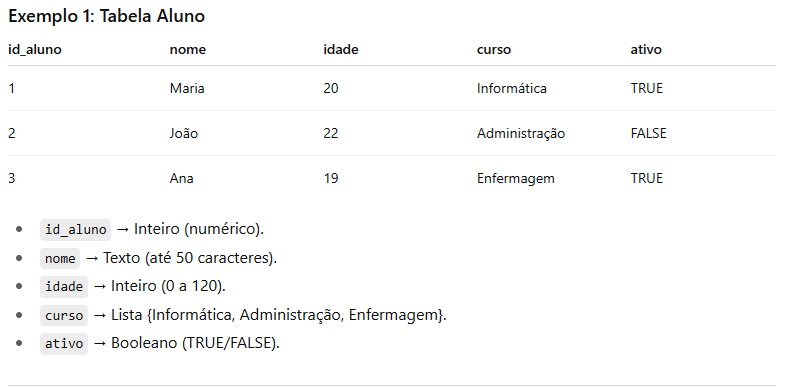 Exemplo 1: Tabela Aluno
id_aluno nome idade curso ativo
1 Maria 20 Informática TRUE
2 João 22 Administração FALSE
3 Ana 19 Enfermagem TRUE
• id_aluno → Inteiro (numérico).
• nome → Texto (até 50 caracteres).
• idade → Inteiro (0 a 120).
• curso → Lista {Informática, Administração, Enfermagem}.
• ativo → Booleano (TRUE/FALSE).